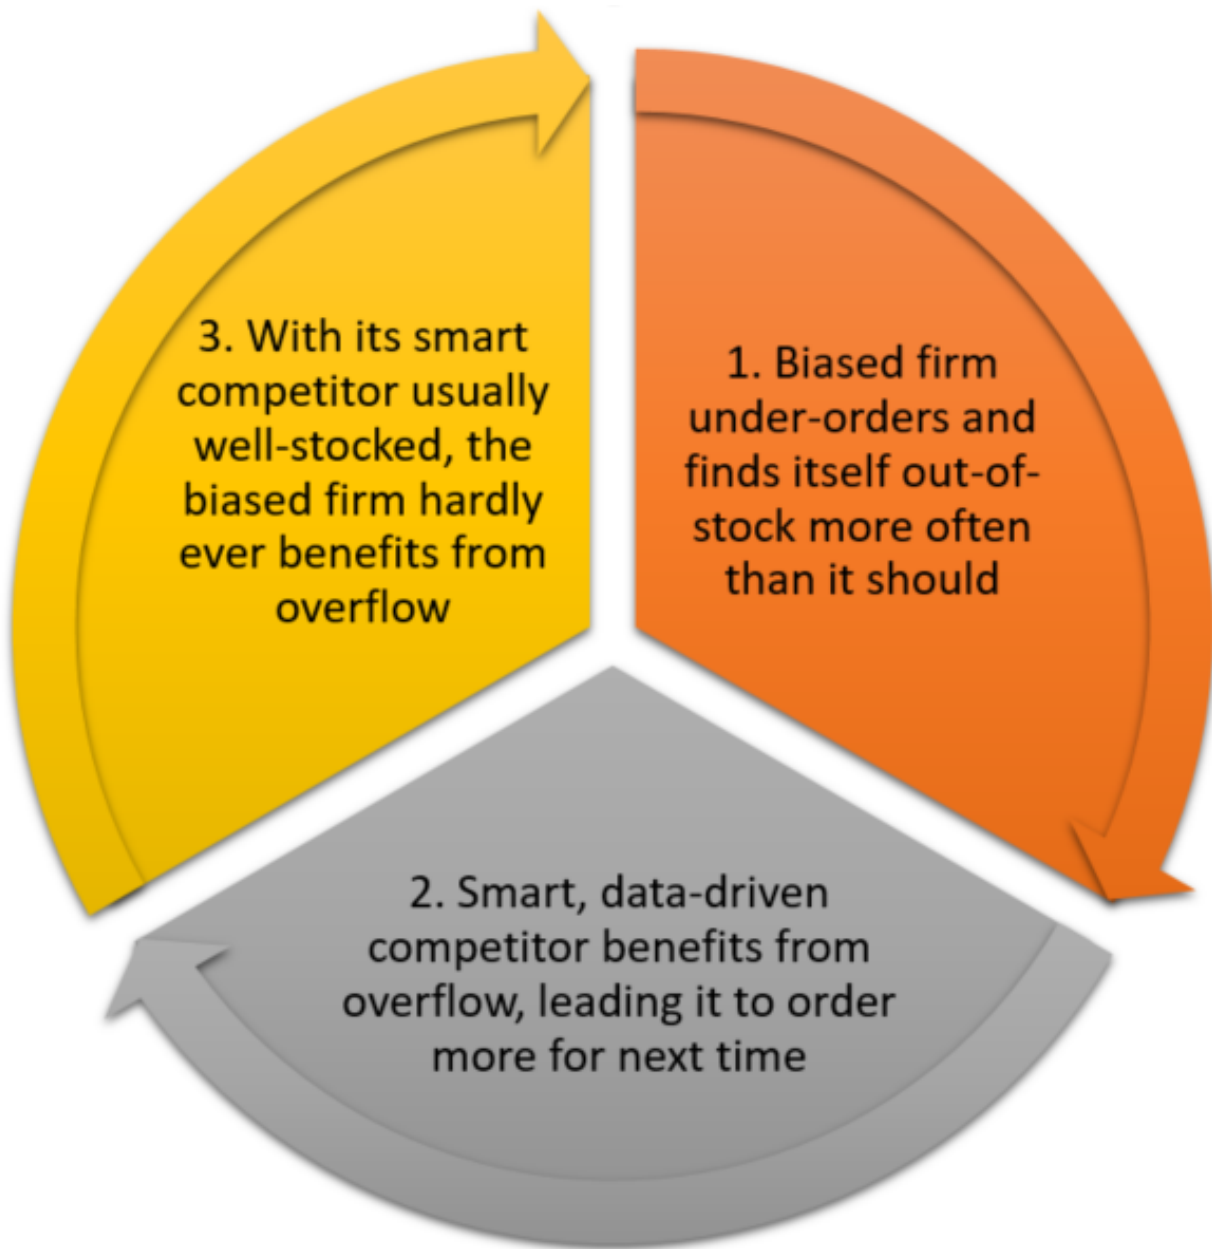 1. Biased firm
under-orders and
finds itself out-of-
stock more often
than it should
2. Smart, data-driven
competitor benefits from
overflow, leading it to order
more for next time
3. With its smart
competitor usually
well-stocked, the
biased firm hardly
ever benefits from
overflow